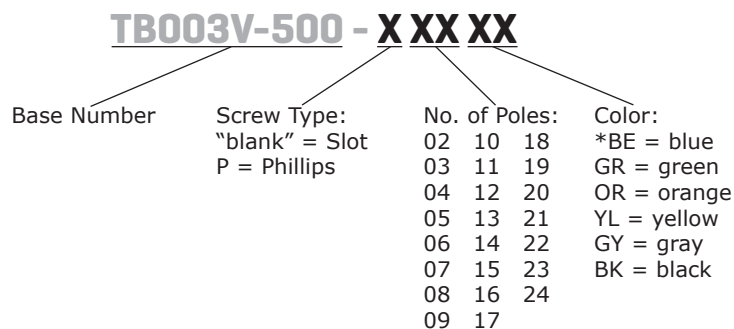 TB003V-500 - X XX XX
Base Number
Screw Type:
“blank” = Slot
P = Phillips
No. of Poles:
02 10 18
03 11 19
04 12 20
05 13 21
06 14 22
07 15 23
08 16 24
09 17
Color:
*BE = blue
GR = green
OR = orange
YL = yellow
GY = gray
BK = black